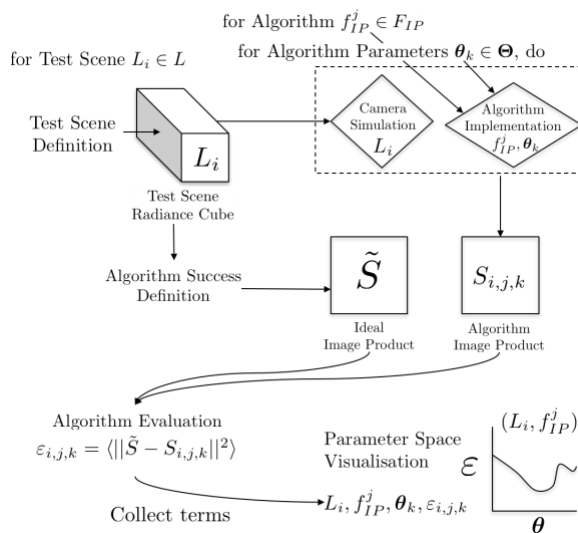 for Algorithm $f_{IP}^{j} \in F_{IP}$
for Algorithm Parameters $\boldsymbol{\theta}_k \in \boldsymbol{\Theta}$, do
for Test Scene $L_i \in L$
Test Scene
Definition
$L_i$
Test Scene
Radiance Cube
Camera
Simulation
$L_i$
Algorithm
Implementation
$f_{IP}^{j}, \boldsymbol{\theta}_k$
Algorithm Success
Definition
$\tilde{S}$
Ideal
Image Product
$S_{i,j,k}$
Algorithm
Image Product
Algorithm Evaluation
$\varepsilon_{i,j,k} = \langle ||\tilde{S} - S_{i,j,k}||^2 \rangle$
Parameter Space
Visualisation
$L_i, f_{IP}^{j}, \boldsymbol{\theta}_k, \varepsilon_{i,j,k}$
Collect terms
$(L_i, f_{IP}^{j})$
$\boldsymbol{\varepsilon}$
$\boldsymbol{\theta}$